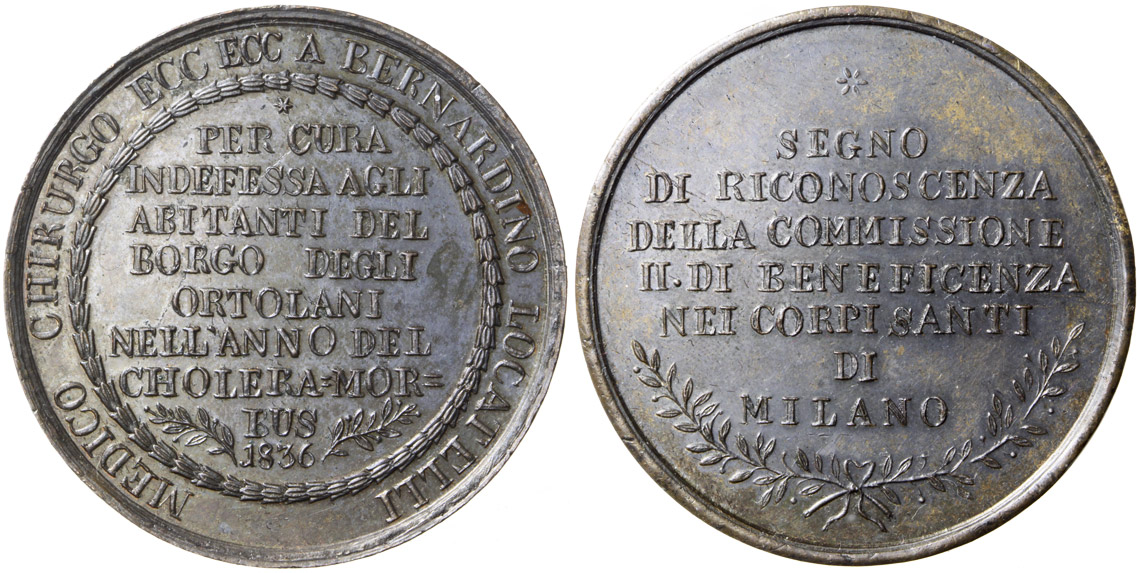 MEDICO CHIRURGO ECC ECC A BERNARDINO LOCATELLI
PER CURA
INDEFESSA AGLI
ABITANTI DEL
BORGO DEGLI
ORTOLANI
NELL'ANNO DEL
CHOLERA=MOR=
BUS
1836
SEGNO
DI RICONOSCENZA
DELLA COMMISSIONE
II. DI BENEFICENZA
NEI CORPI SANTI
DI
MILANO